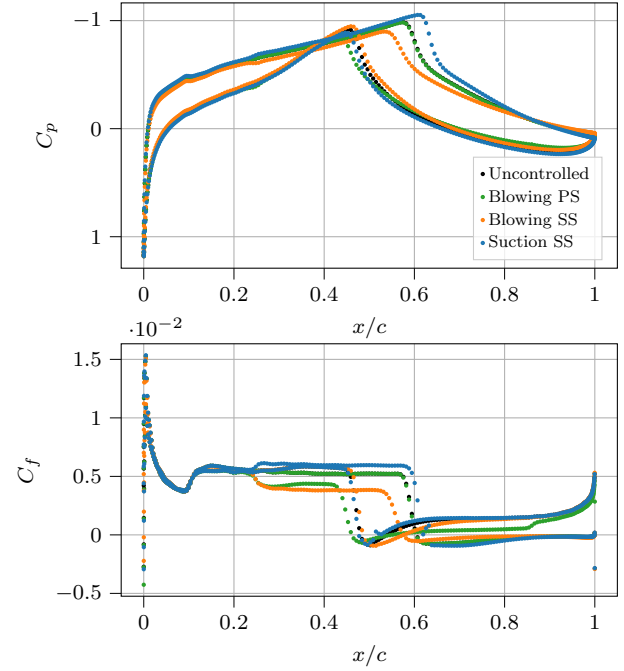 −1
0
1
C_p
Uncontrolled
Blowing PS
Blowing SS
Suction SS
0 0.2 0.4 0.6 0.8 1
x/c
·10⁻²
1.5
1
0.5
0
−0.5
C_f
0 0.2 0.4 0.6 0.8 1
x/c